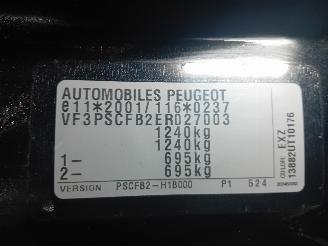 AUTOMOBILES PEUGEOT
e11*2001/116*0237
VF3PSCFB2ER027003
1240kg
1240kg
1- 695kg
2- 695kg
VERSION PSCFB2-H1B000 P1 524
COLOUR: EXZ
13882UT10176